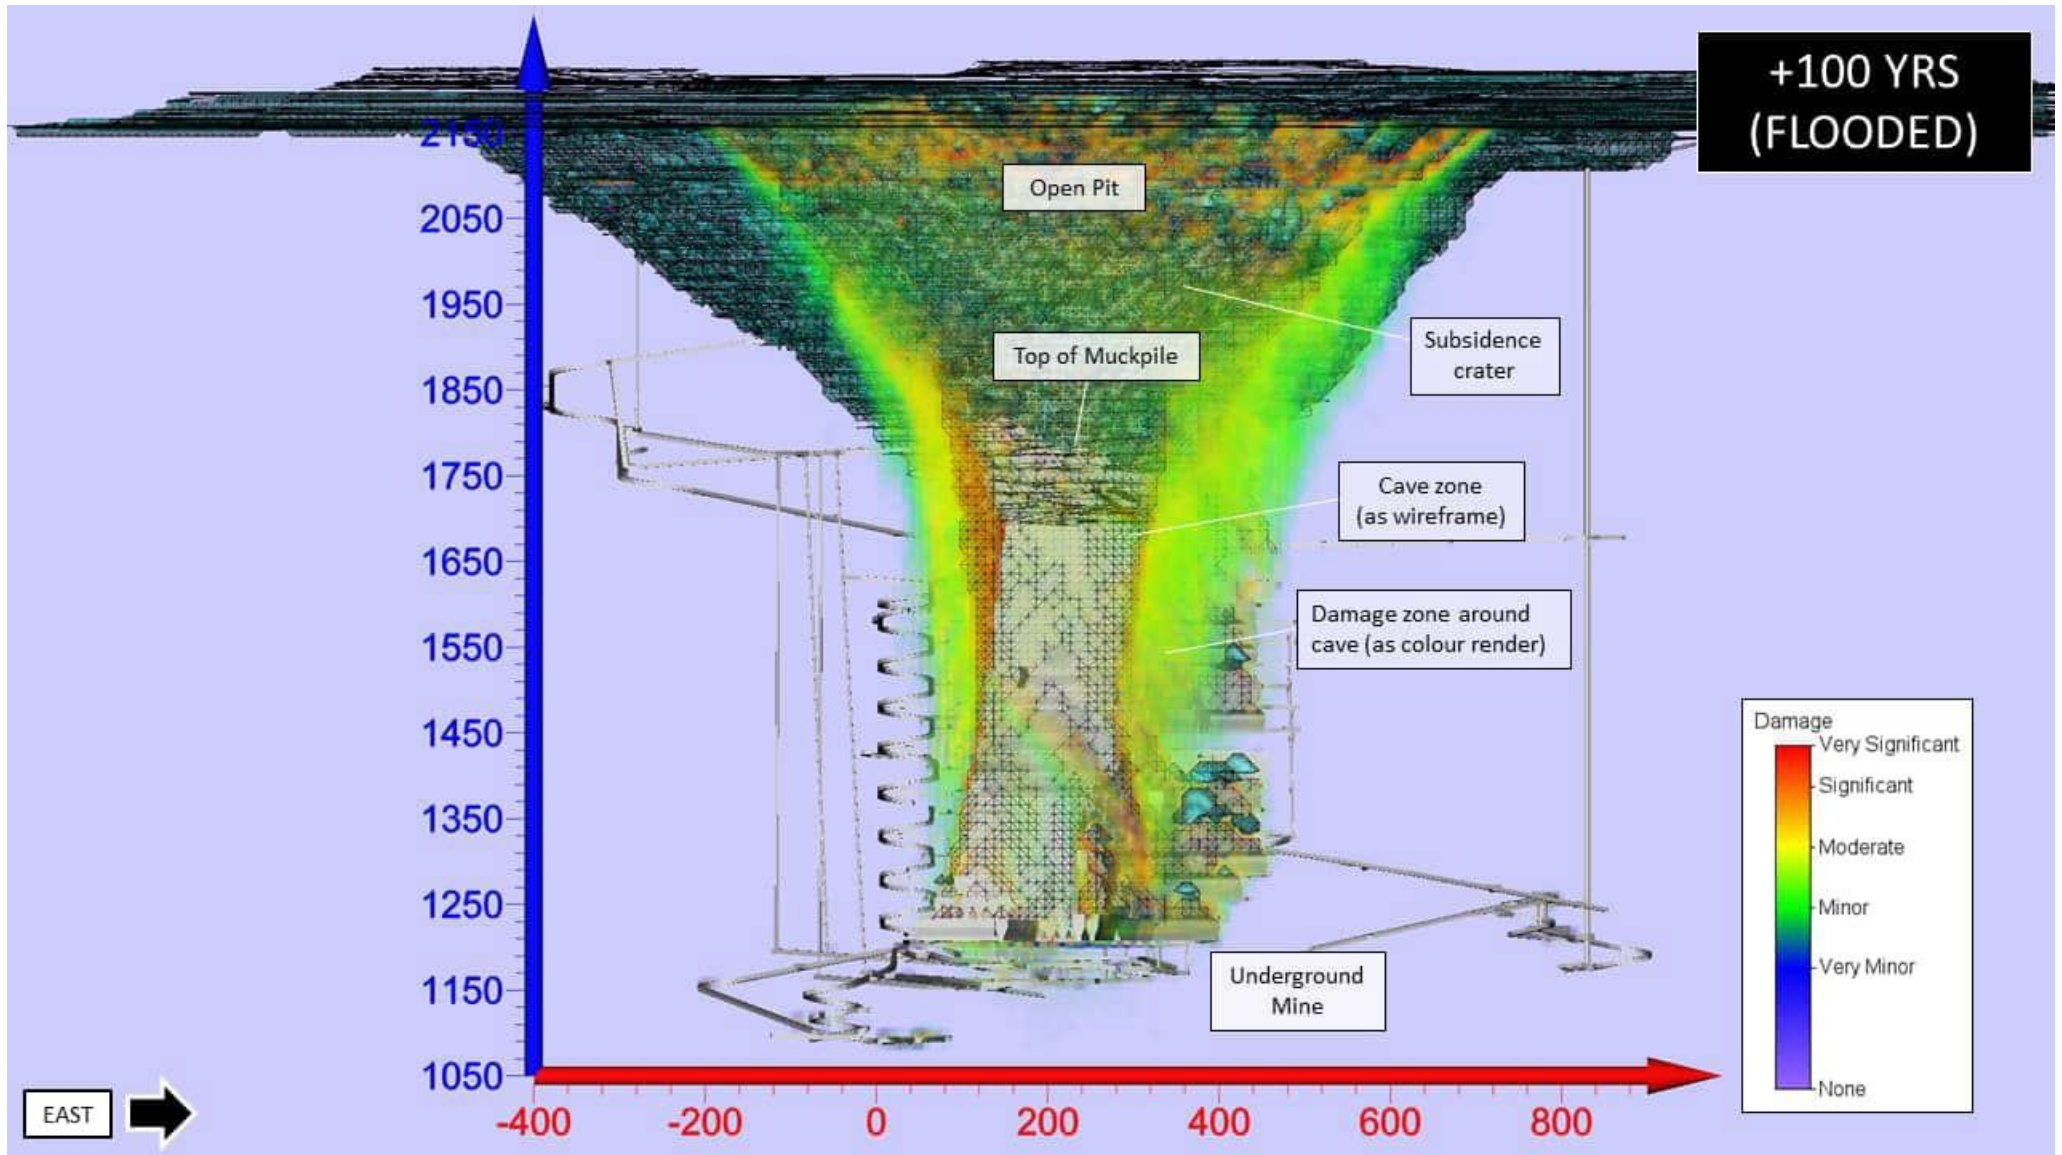 +100 YRS
(FLOODED)
2150
Open Pit
2050
1950
Subsidence
crater
Top of Muckpile
1850
1750
Cave zone
(as wireframe)
1650
Damage zone around
cave (as colour render)
1550
1450
Damage
Very Significant
Significant
Moderate
Minor
Very Minor
None
1350
1250
Underground
Mine
1150
1050
EAST
-400
-200
0
200
400
600
800